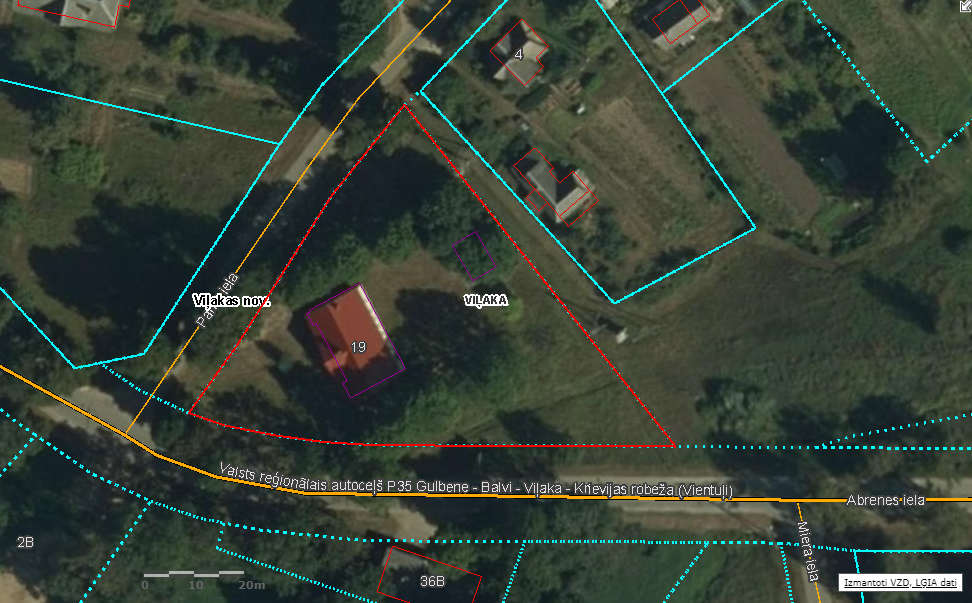 4
Viļakas nov.
VIĻAKA
19
Valsts reģionālais autoceļš P35 Gulbene - Balvi - Viļaka - Krievijas robeža (Vientuļi)
Abrenes iela
Miera iela
2B
36B
0 10 20m
Izmantoti VZD, LĢIA dati